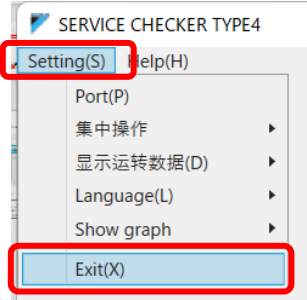 SERVICE CHECKER TYPE4
Setting(S) Help(H)
Port(P)
集中操作
显示运转数据(D)
Language(L)
Show graph
Exit(X)